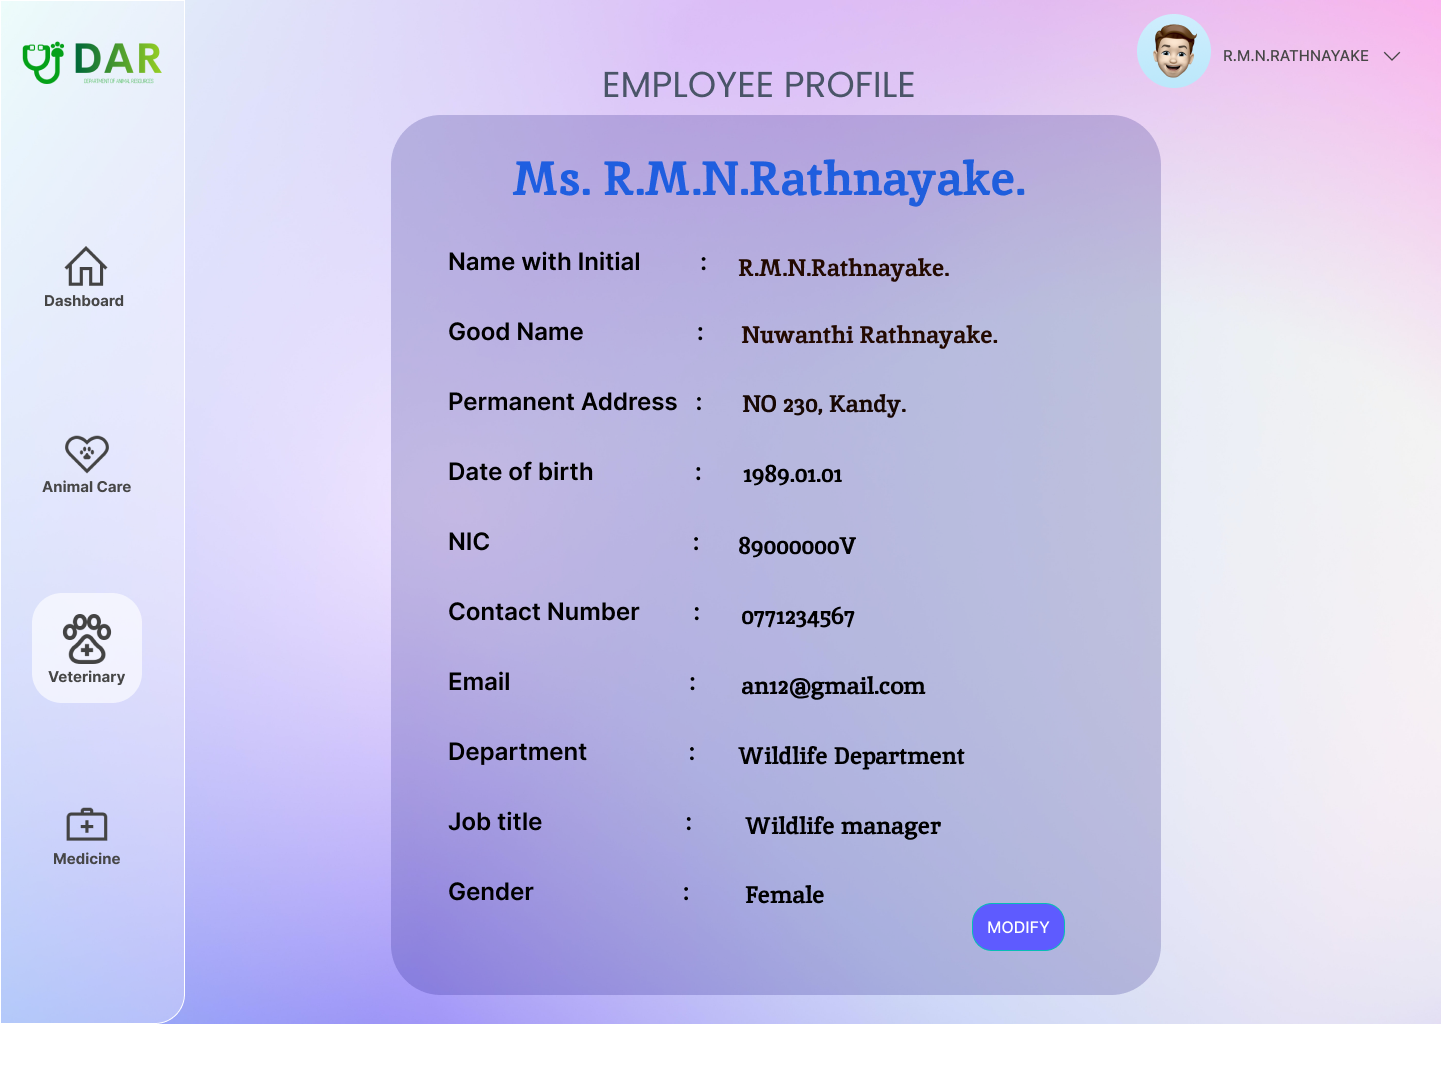 DAR
DEPARTMENT OF ANIMAL RESOURCES
R.M.N.RATHNAYAKE
EMPLOYEE PROFILE
Ms. R.M.N.Rathnayake.
Name with Initial : R.M.N.Rathnayake.
Good Name : Nuwanthi Rathnayake.
Permanent Address : NO 230, Kandy.
Date of birth : 1989.01.01
NIC : 89000000V
Contact Number : 0771234567
Email : an12@gmail.com
Department : Wildlife Department
Job title : Wildlife manager
Gender : Female
MODIFY
Dashboard
Animal Care
Veterinary
Medicine